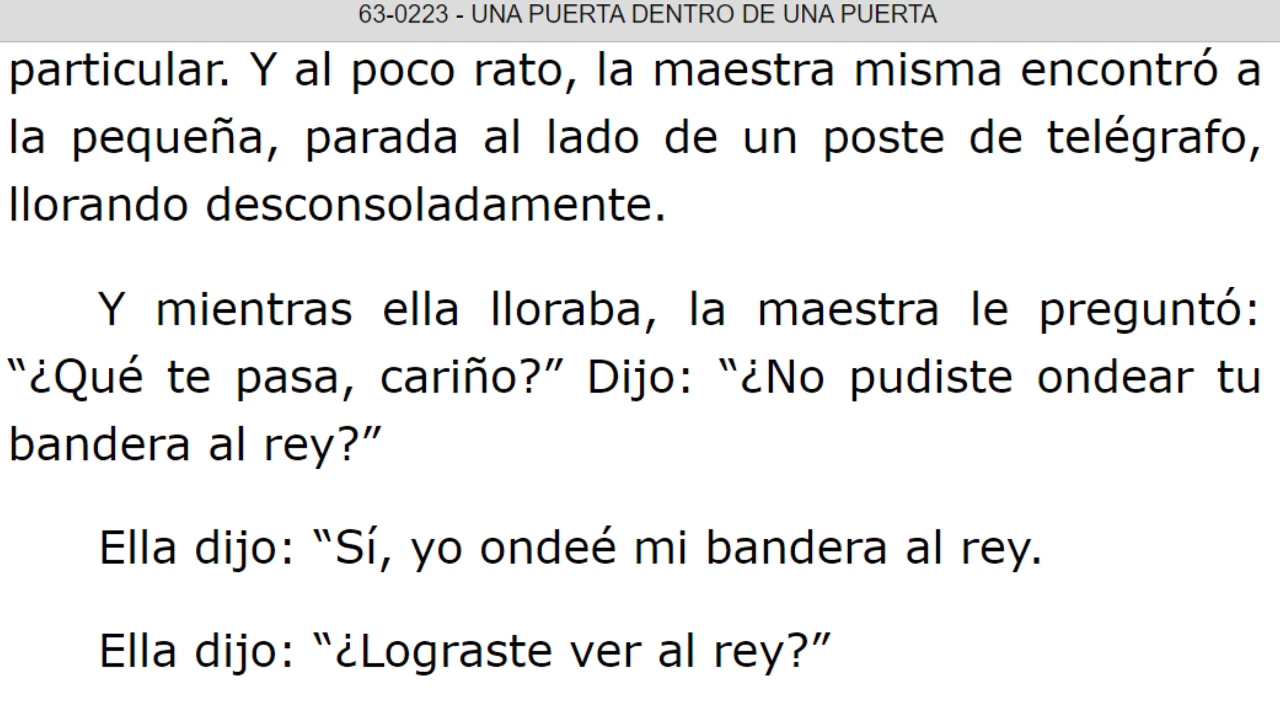 63-0223 - UNA PUERTA DENTRO DE UNA PUERTA
particular. Y al poco rato, la maestra misma encontró a
la pequeña, parada al lado de un poste de telégrafo,
llorando desconsoladamente.
Y mientras ella lloraba, la maestra le preguntó:
“¿Qué te pasa, cariño?” Dijo: “¿No pudiste ondear tu
bandera al rey?”
Ella dijo: “Sí, yo ondeé mi bandera al rey.
Ella dijo: “¿Lograste ver al rey?”